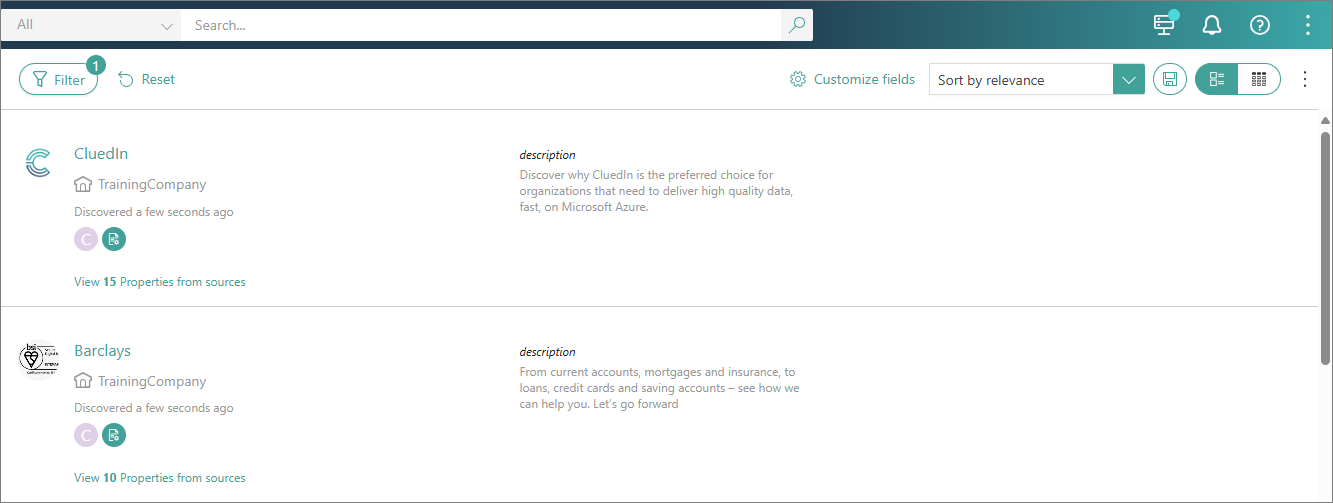 All
Search...
Filter
1
Reset
Customize fields
Sort by relevance
CluedIn
TrainingCompany
Discovered a few seconds ago
C
View 15 Properties from sources
description
Discover why CluedIn is the preferred choice for
organizations that need to deliver high quality data,
fast, on Microsoft Azure.
bsi
Barclays
TrainingCompany
Discovered a few seconds ago
C
View 10 Properties from sources
description
From current accounts, mortgages and insurance, to
loans, credit cards and saving accounts – see how we
can help you. Let's go forward